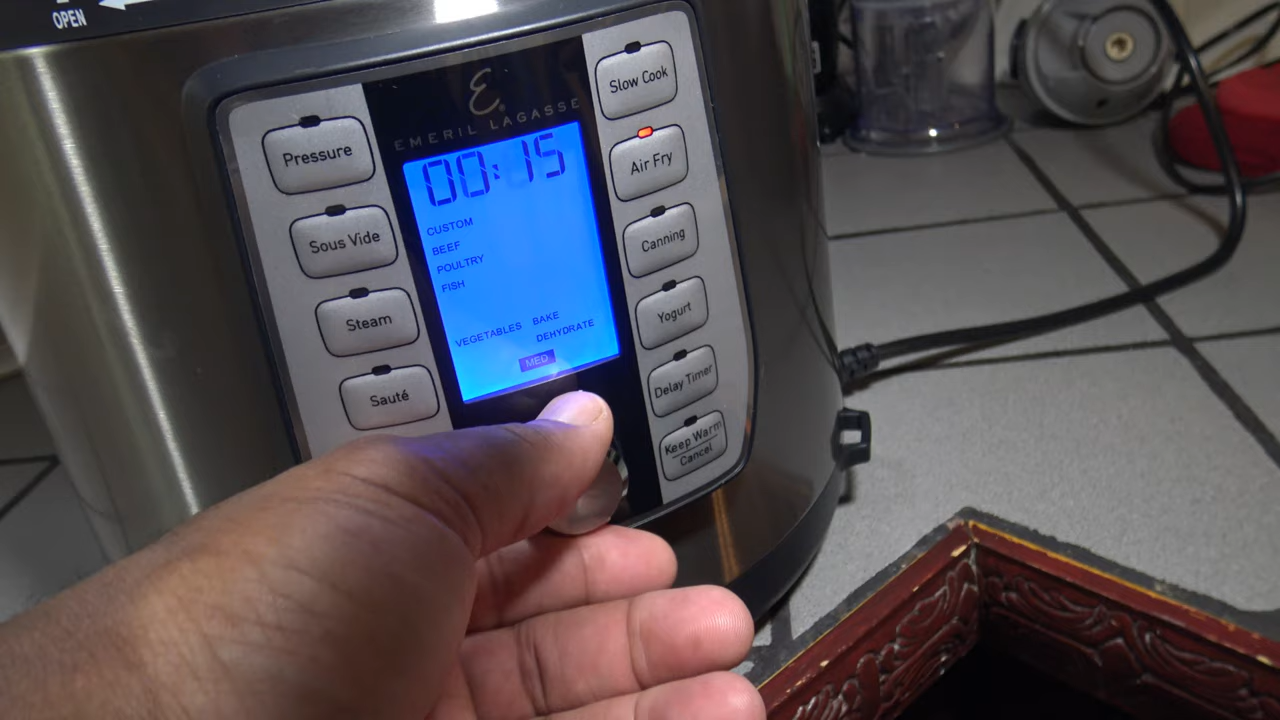 OPEN
E.
EMERIL LAGASSE
Pressure
Sous Vide
Steam
Sauté
00:15
CUSTOM
BEEF
POULTRY
FISH
VEGETABLES BAKE
DEHYDRATE
MED
Slow Cook
Air Fry
Canning
Yogurt
Delay Timer
Keep Warm
Cancel